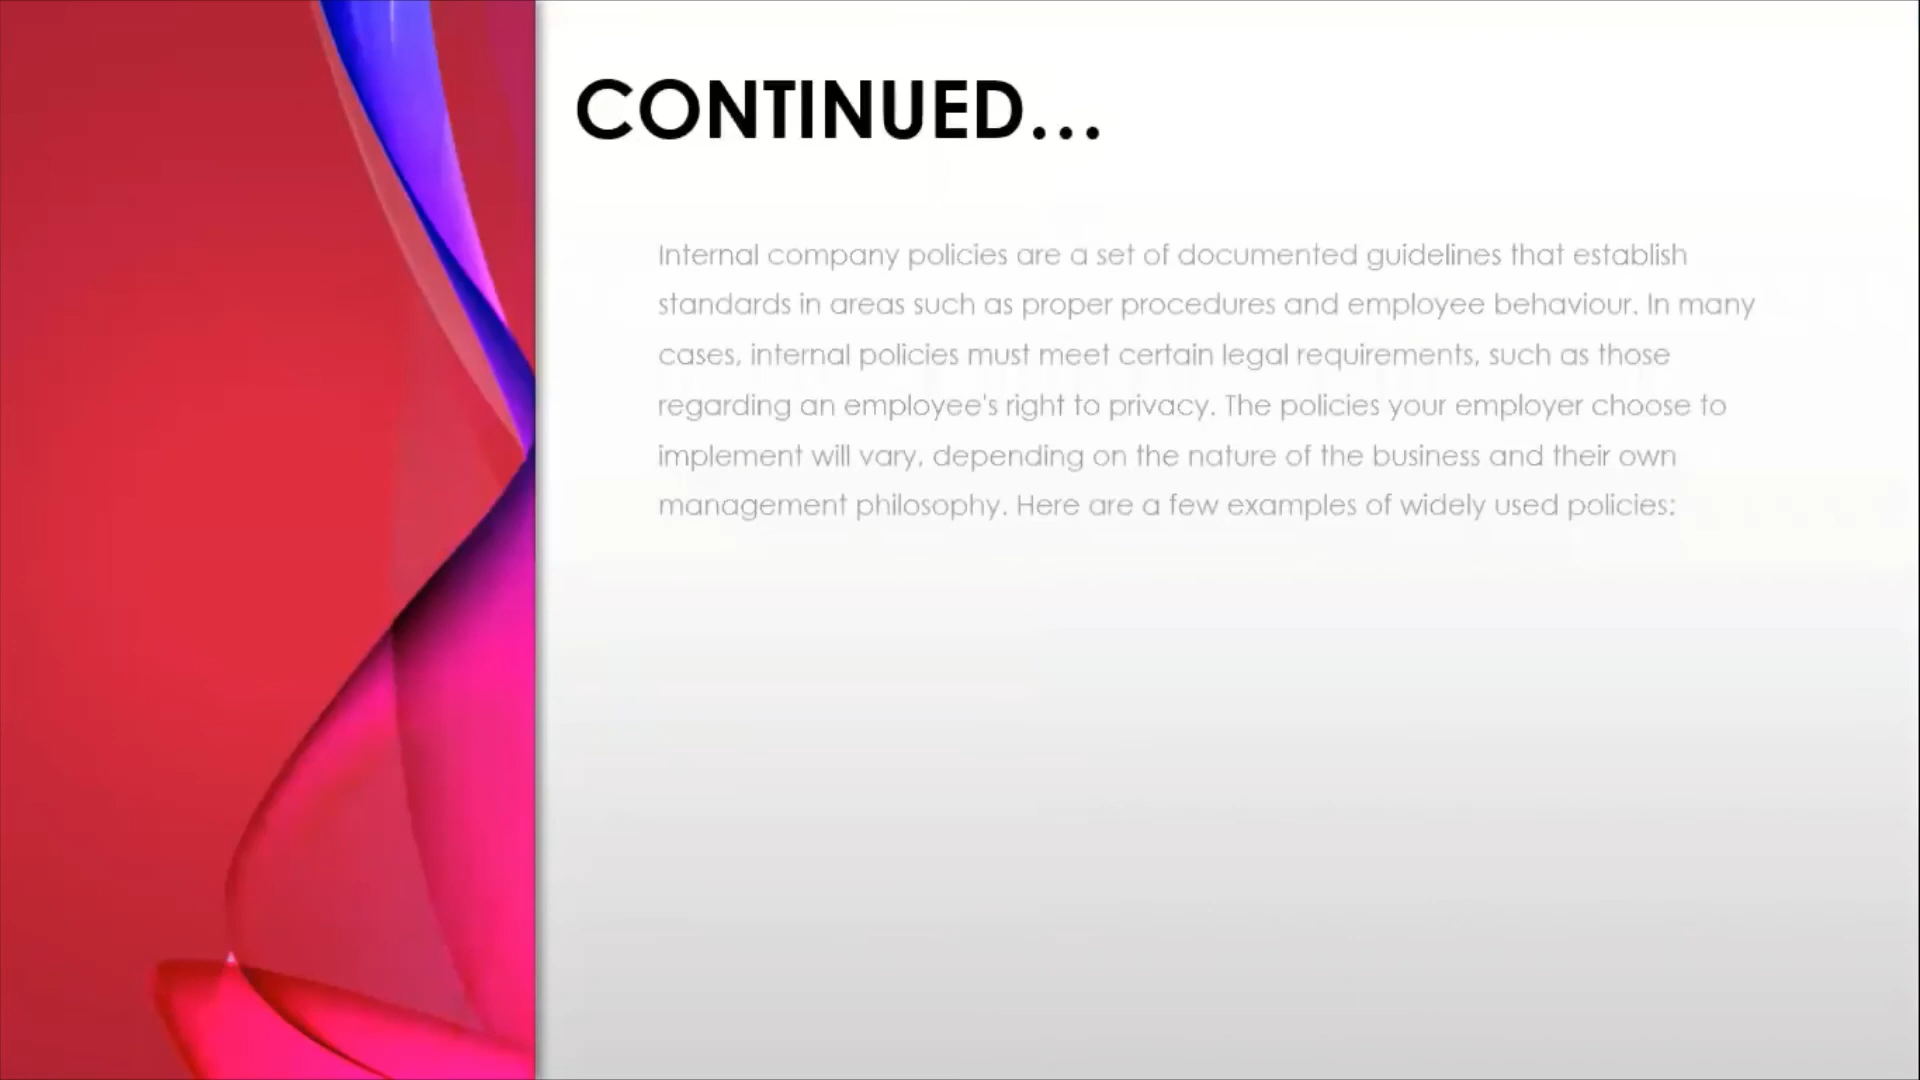 CONTINUED...
Internal company policies are a set of documented guidelines that establish
standards in areas such as proper procedures and employee behaviour. In many
cases, internal policies must meet certain legal requirements, such as those
regarding an employee's right to privacy. The policies your employer choose to
implement will vary, depending on the nature of the business and their own
management philosophy. Here are a few examples of widely used policies: